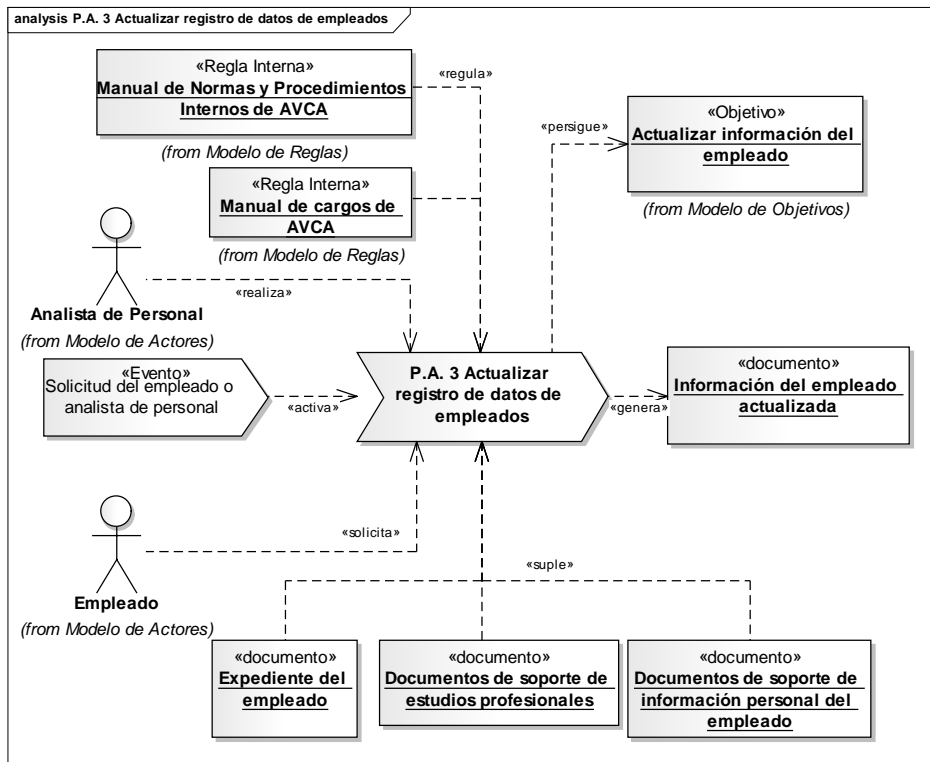 analysis P.A. 3 Actualizar registro de datos de empleados
«Regla Interna»
Manual de Normas y Procedimientos
Internos de AVCA
(from Modelo de Reglas)
«regula»
«Objetivo»
Actualizar información del
empleado
(from Modelo de Objetivos)
«persigue»
«Regla Interna»
Manual de cargos de
AVCA
(from Modelo de Reglas)
«realiza»
Analista de Personal
(from Modelo de Actores)
«Evento»
Solicitud del empleado o
analista de personal
«activa»
P.A. 3 Actualizar
registro de datos de
empleados
«genera»
«documento»
Información del empleado
actualizada
«solicita»
Empleado
(from Modelo de Actores)
«suple»
«documento»
Expediente del
empleado
«documento»
Documentos de soporte de
estudios profesionales
«documento»
Documentos de soporte de
información personal del
empleado